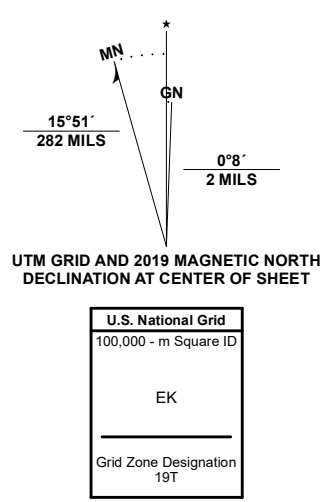 ★
MN
GN
15°51´
282 MILS
0°8´
2 MILS
UTM GRID AND 2019 MAGNETIC NORTH
DECLINATION AT CENTER OF SHEET
U.S. National Grid
100,000 - m Square ID
EK
Grid Zone Designation
19T